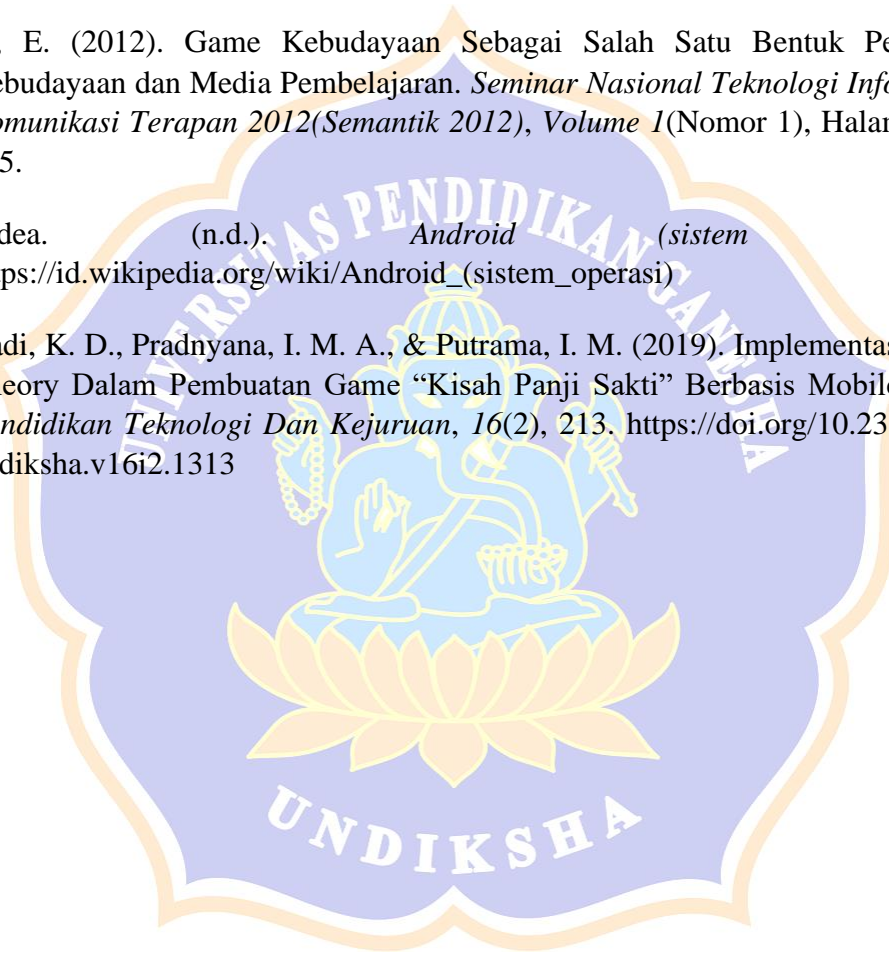 , E. (2012). Game Kebudayaan Sebagai Salah Satu Bentuk Pe
ebudayaan dan Media Pembelajaran. Seminar Nasional Teknologi Info
omunikasi Terapan 2012(Semantik 2012), Volume 1(Nomor 1), Halan
5.
dea. (n.d.). Android (sistem
ps://id.wikipedia.org/wiki/Android_(sistem_operasi)
adi, K. D., Pradnyana, I. M. A., & Putrama, I. M. (2019). Implementas
eory Dalam Pembuatan Game “Kisah Panji Sakti” Berbasis Mobile
ndidikan Teknologi Dan Kejuruan, 16(2), 213. https://doi.org/10.23
diksha.v16i2.1313
UNIVERSITAS PENDIDIKAN GANESHA
UNDIKSHA